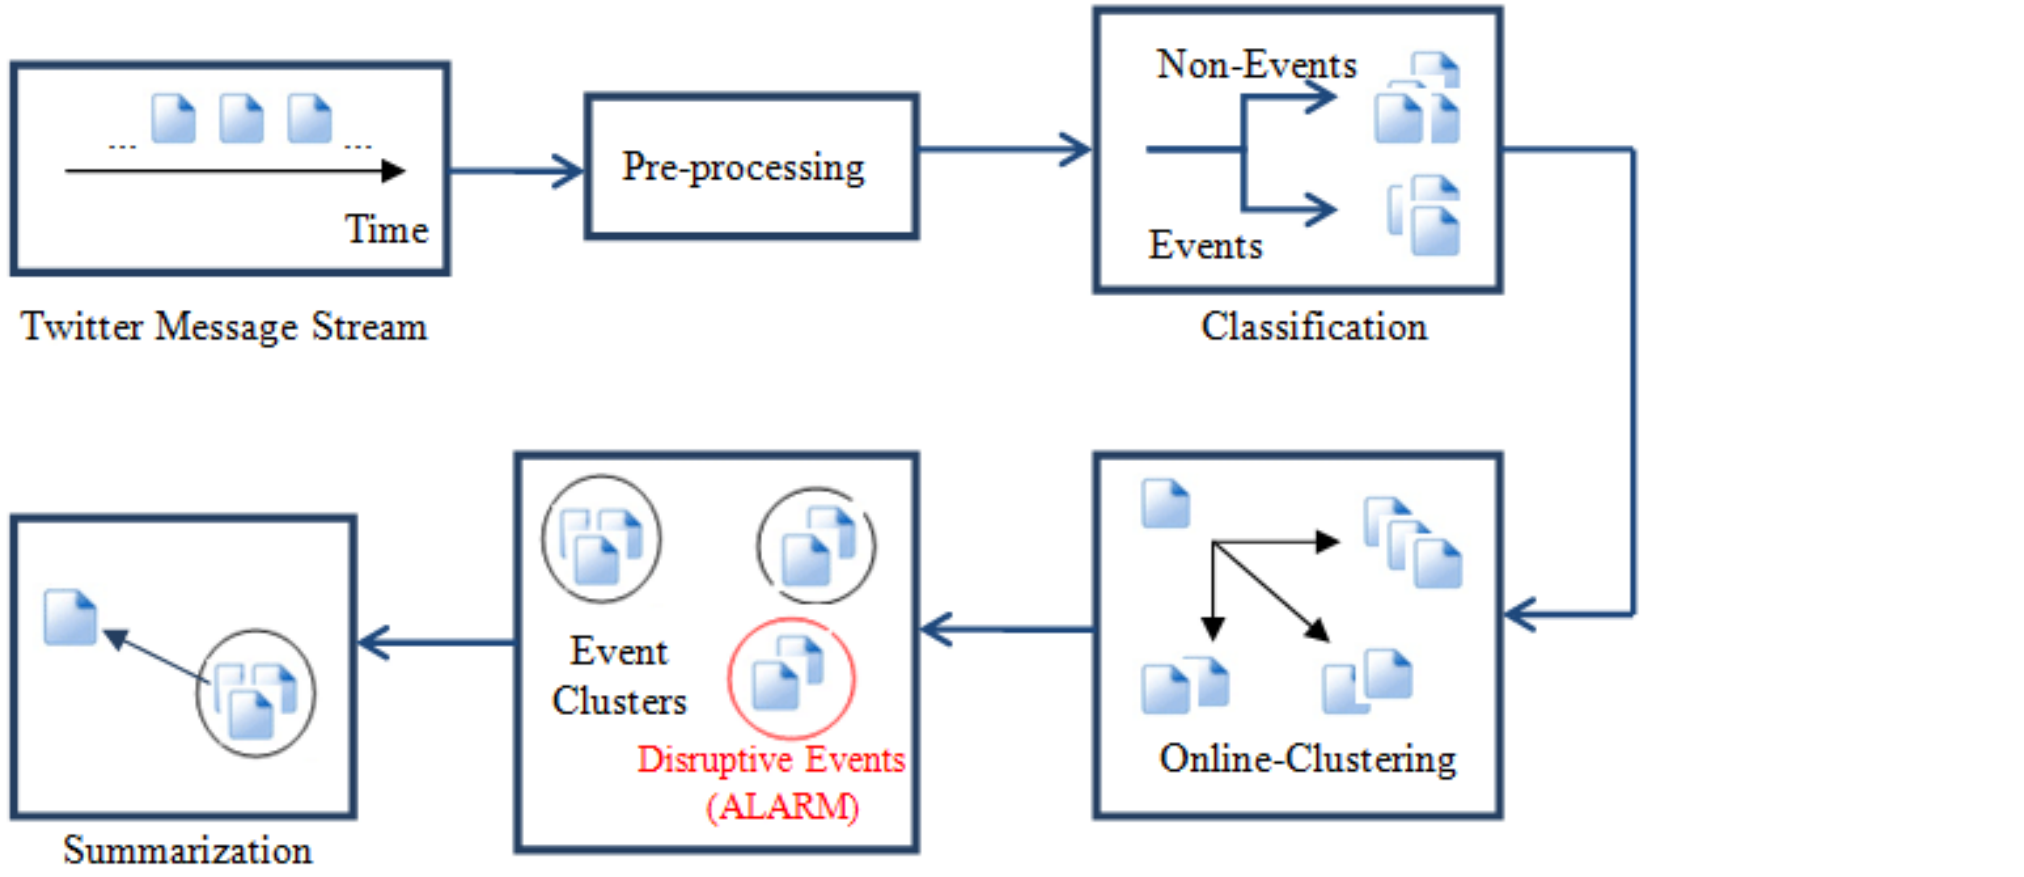 ... ...
Time
Twitter Message Stream
Pre-processing
Non-Events
Events
Classification
Online-Clustering
Event
Clusters
Disruptive Events
(ALARM)
Summarization